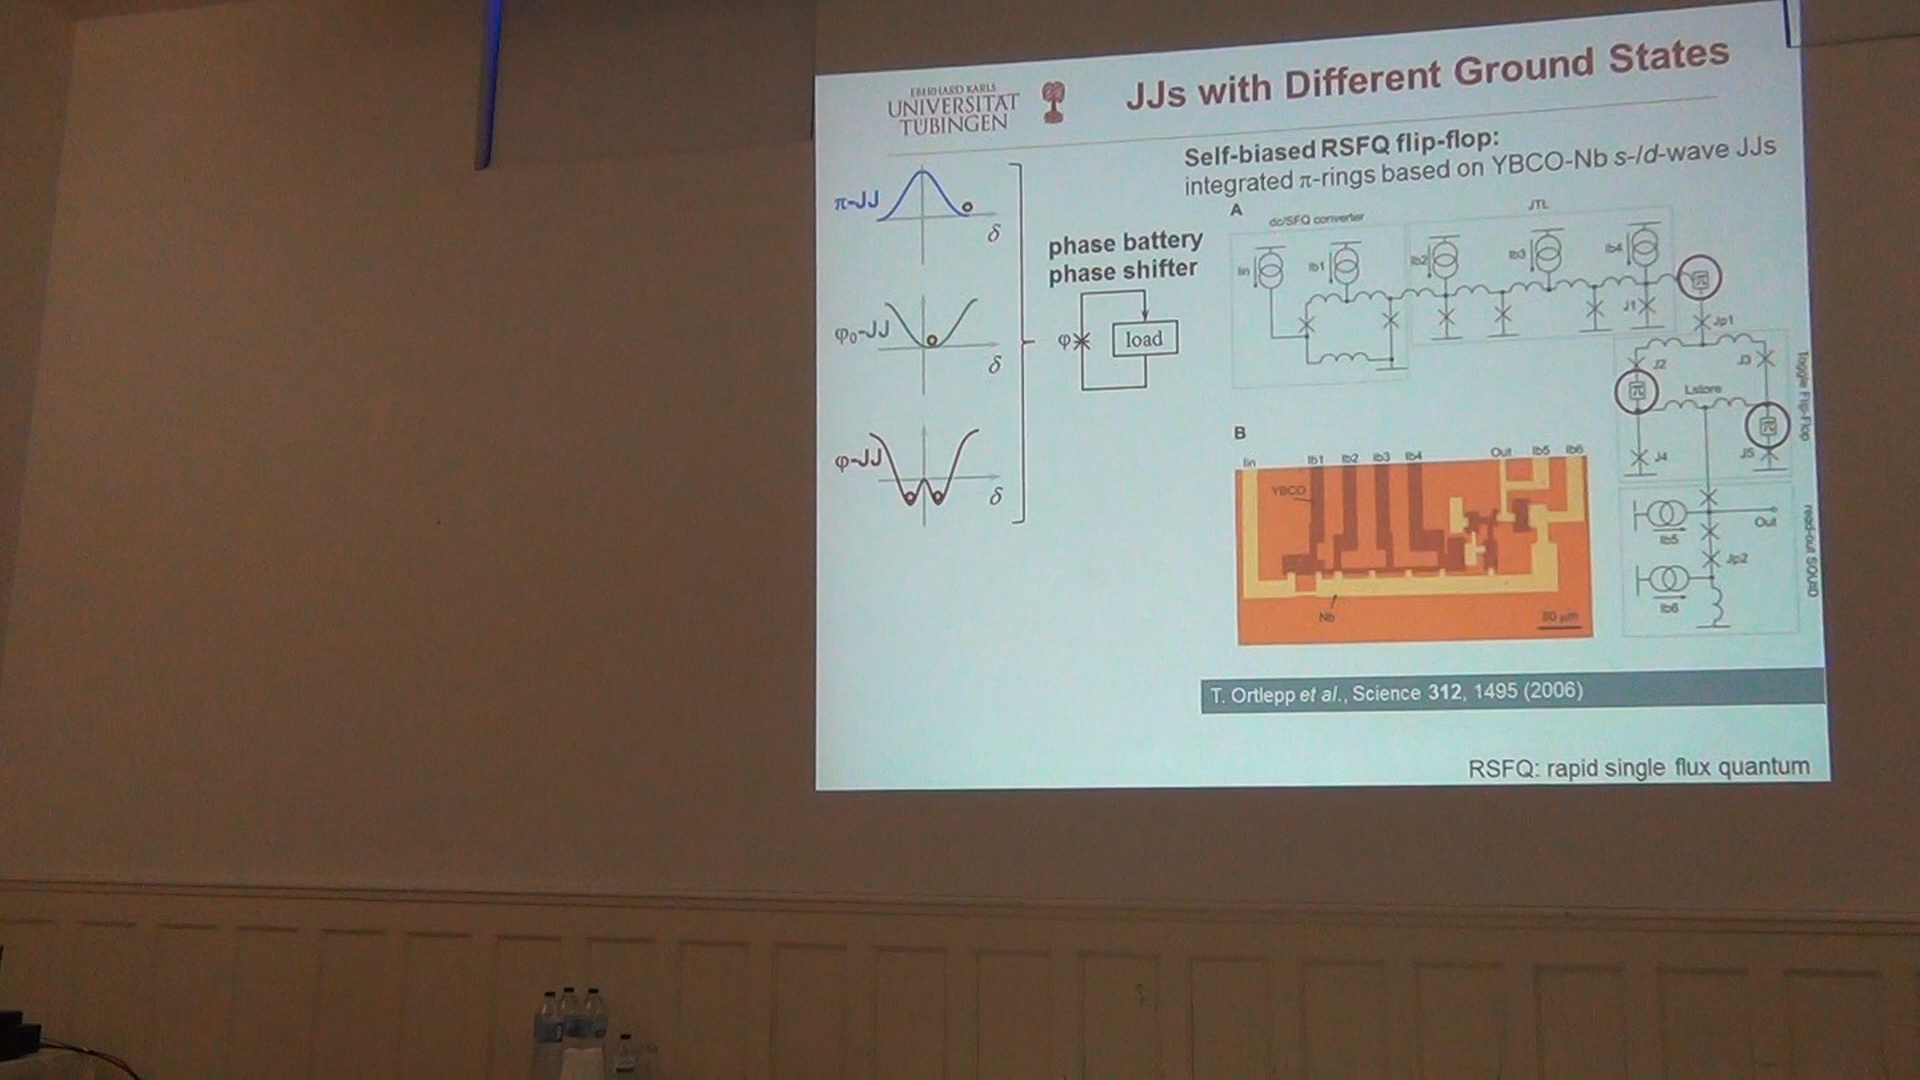 EBERHARD KARLS
UNIVERSITAT
TÜBINGEN
JJs with Different Ground States
Self-biased RSFQ flip-flop:
integrated π-rings based on YBCO-Nb s-/d-wave JJs
π-JJ
δ
φ₀-JJ
δ
φ-JJ
δ
phase battery
phase shifter
φ
load
A
dc/SFQ converter
JTL
Iin
Ib1
Ib2
Ib3
Ib4
J1
π
Jp1
J2
J3
π
Lstore
π
J4
J5
Toggle Flip-Flop
Ib5
Out
Jp2
Ib6
read-out SQUID
B
Iin
Ib1
Ib2
Ib3
Ib4
Out
Ib5
Ib6
YBCO
Nb
80 µm
T. Ortlepp et al., Science 312, 1495 (2006)
RSFQ: rapid single flux quantum